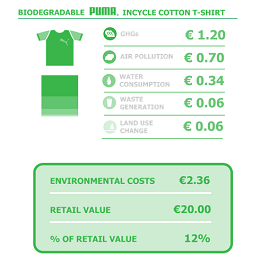 BIODEGRADABLE PUMA. INCYCLE COTTON T-SHIRT
GHGs € 1.20
AIR POLLUTION € 0.70
WATER
CONSUMPTION € 0.34
WASTE
GENERATION € 0.06
LAND USE
CHANGE € 0.06
ENVIRONMENTAL COSTS €2.36
RETAIL VALUE €20.00
% OF RETAIL VALUE 12%